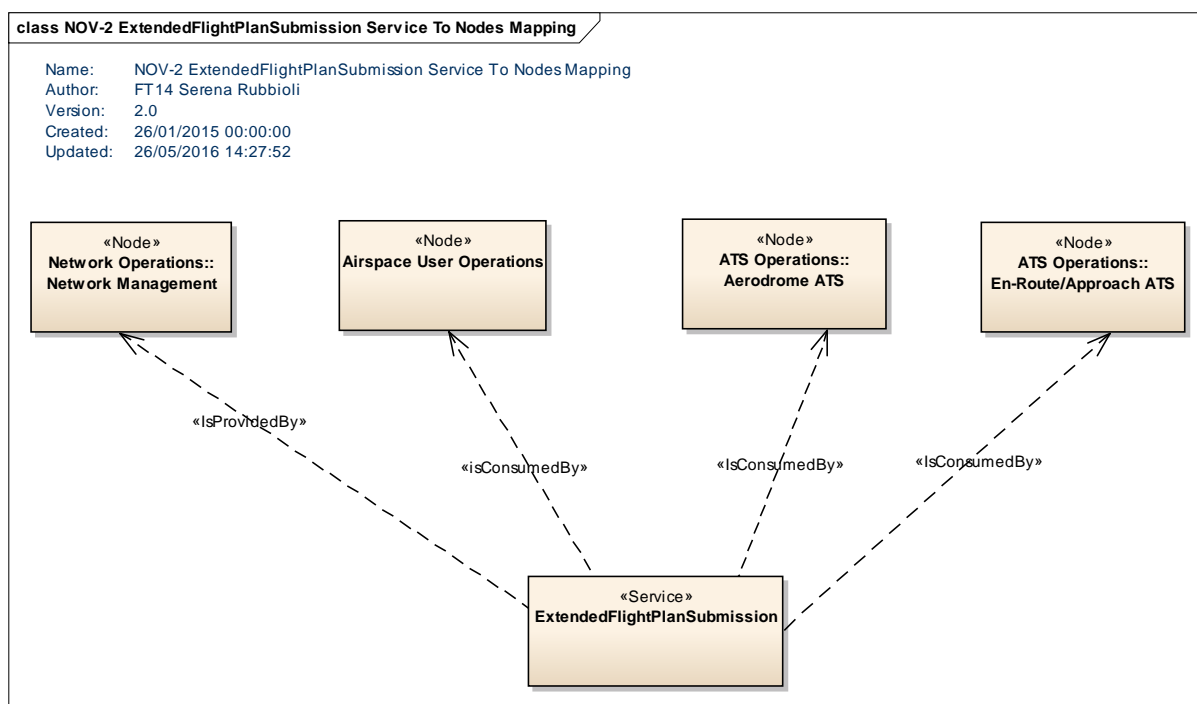 class NOV-2 ExtendedFlightPlanSubmission Service To Nodes Mapping
Name: NOV-2 ExtendedFlightPlanSubmission Service To Nodes Mapping
Author: FT14 Serena Rubbioli
Version: 2.0
Created: 26/01/2015 00:00:00
Updated: 26/05/2016 14:27:52
«Node»
Network Operations::
Network Management
«Node»
Airspace User Operations
«Node»
ATS Operations::
Aerodrome ATS
«Node»
ATS Operations::
En-Route/Approach ATS
«IsProvidedBy»
«isConsumedBy»
«IsConsumedBy»
«IsConsumedBy»
«Service»
ExtendedFlightPlanSubmission